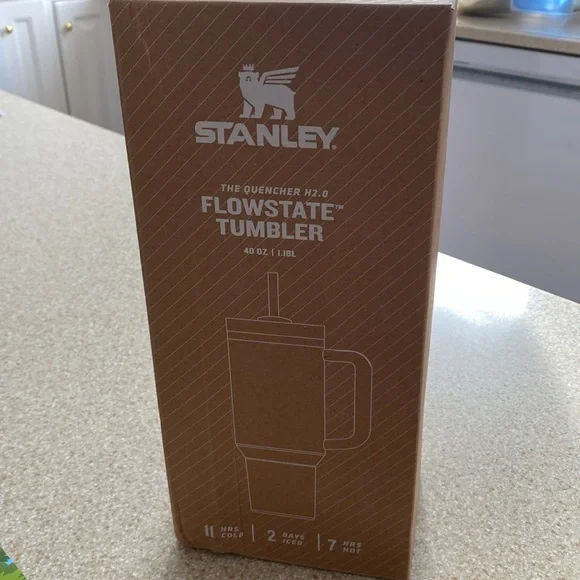 STANLEY.
THE QUENCHER H2.0
FLOWSTATE™
TUMBLER
40 OZ | 1.18L
11 HRS COLD | 2 DAYS ICED | 7 HRS HOT